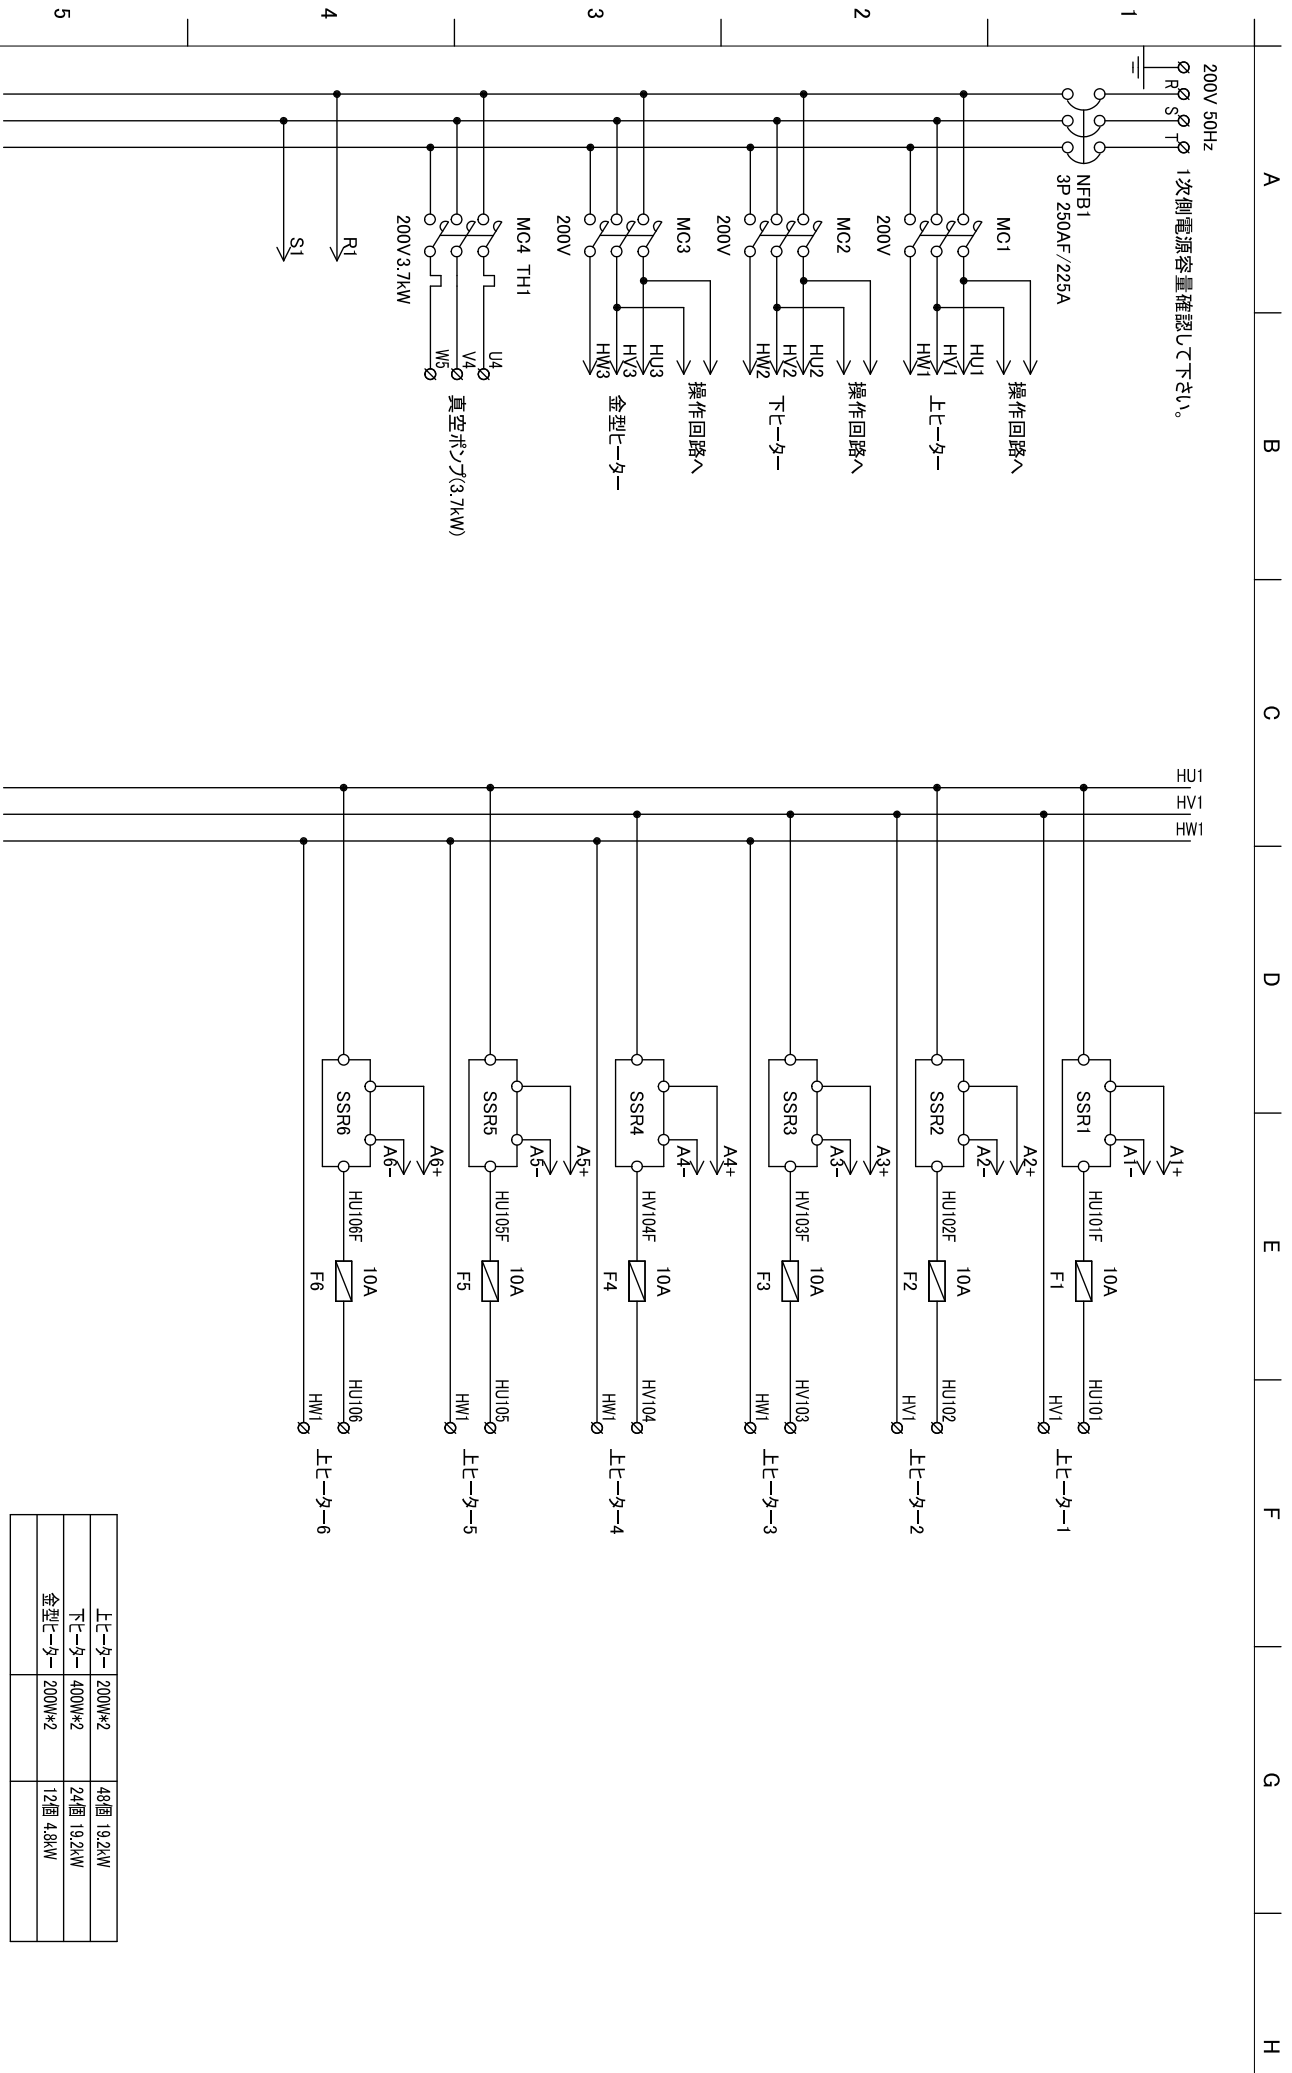 A
B
C
D
E
F
G
H
1
2
3
4
5
200V 50Hz
R
S
T
1次側電源容量確認して下さい。
NFB1
3P 250AF/225A
MC1
200V
操作回路へ
HU1
HV1
HW1
上ヒーター
MC2
200V
操作回路へ
HU2
HV2
HW2
下ヒーター
MC3
200V
操作回路へ
HU3
HV3
HW3
金型ヒーター
MC4 TH1
200V3.7kW
U4
V4
W5
真空ポンプ(3.7kW)
R1
S1
HU1
HV1
HW1
A1+
A1-
SSR1
HU101F
10A
F1
HU101
HV1
上ヒーター1
A2+
A2-
SSR2
HU102F
10A
F2
HU102
HV1
上ヒーター2
A3+
A3-
SSR3
HV103F
10A
F3
HV103
HW1
上ヒーター3
A4+
A4-
SSR4
HV104F
10A
F4
HV104
HW1
上ヒーター4
A5+
A5-
SSR5
HU105F
10A
F5
HU105
HW1
上ヒーター5
A6+
A6-
SSR6
HU106F
10A
F6
HU106
HW1
上ヒーター6
上ヒーター 200W*2 48個 19.2kW
下ヒーター 400W*2 24個 19.2kW
金型ヒーター 200W*2 12個 4.8kW